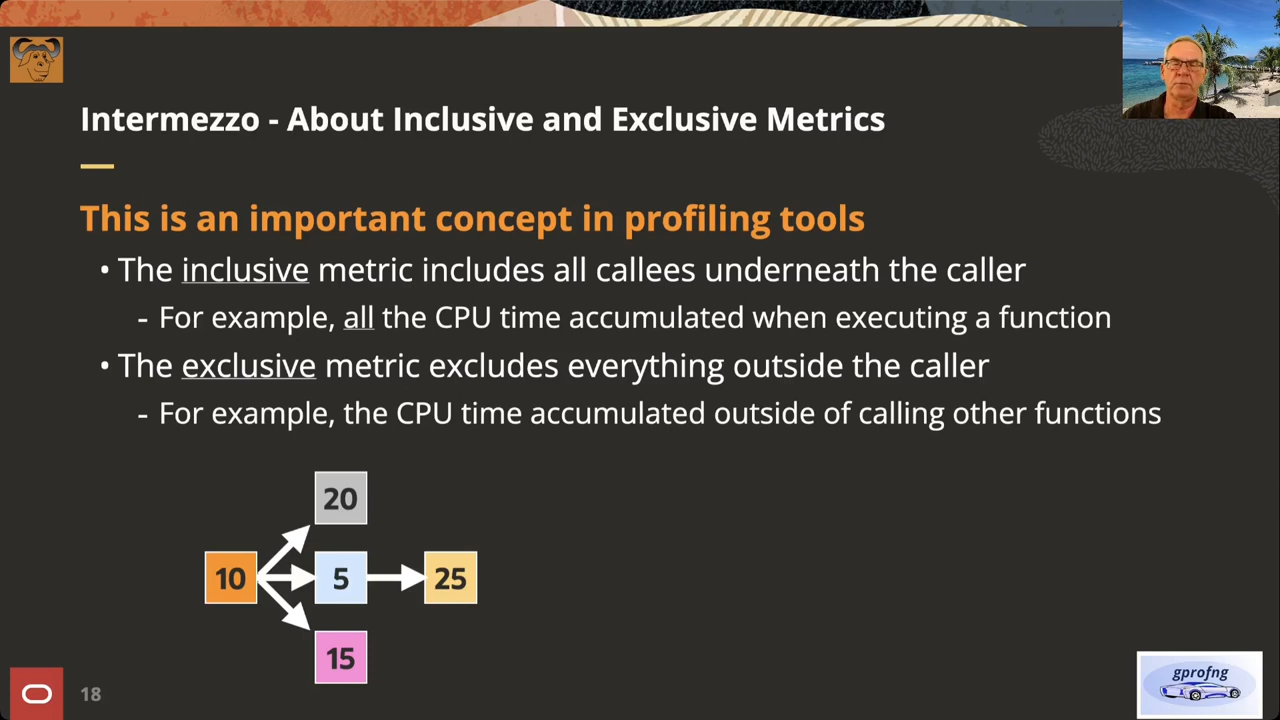 Intermezzo - About Inclusive and Exclusive Metrics
This is an important concept in profiling tools
• The inclusive metric includes all callees underneath the caller
- For example, all the CPU time accumulated when executing a function
• The exclusive metric excludes everything outside the caller
- For example, the CPU time accumulated outside of calling other functions
20
10 5 25
15
18
gprofng